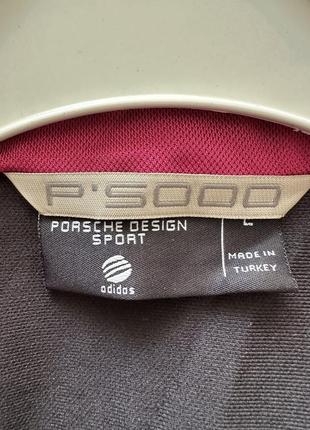 P'5000
PORSCHE DESIGN
SPORT
adidas
L
MADE IN
TURKEY